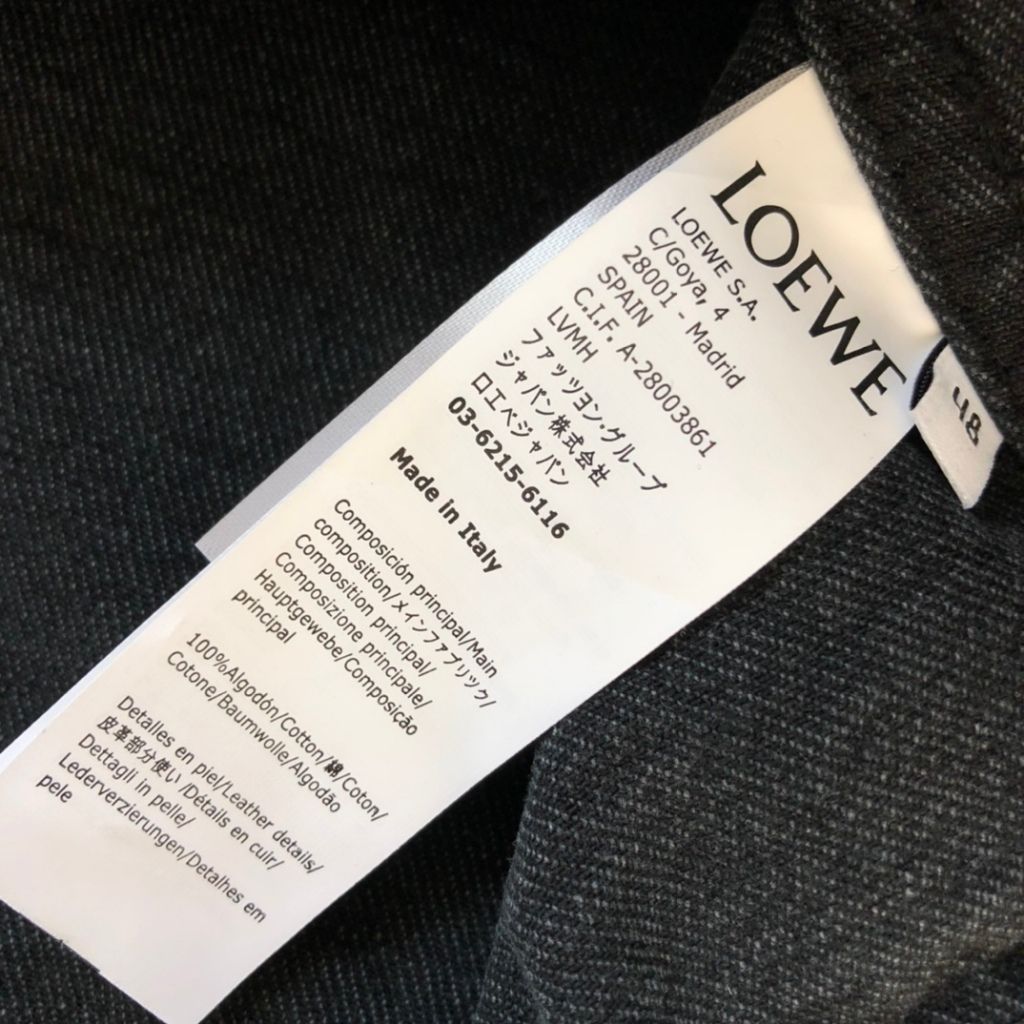 LOEWE
LOEWE S.A.
C/Goya, 4
28001 - Madrid
SPAIN
C.I.F. A-28003861
LVMH
ファッツヨン・グループ
ジャパン株式会社
ロエベジャパン
03-6215-6116
Made in Italy
Composición principal/Main
composition/メインファブリック/
Composition principal/
Composizione principale/
Hauptgewebe/Composição
principal
100%Algodón/Cotton/綿/Coton/
Cotone/Baumwolle/Algodão
Detalles en piel/Leather details/
皮革部分使い/Détails en cuir/
Dettagli in pelle/
Lederverzierungen/Detalhes em
pele
48